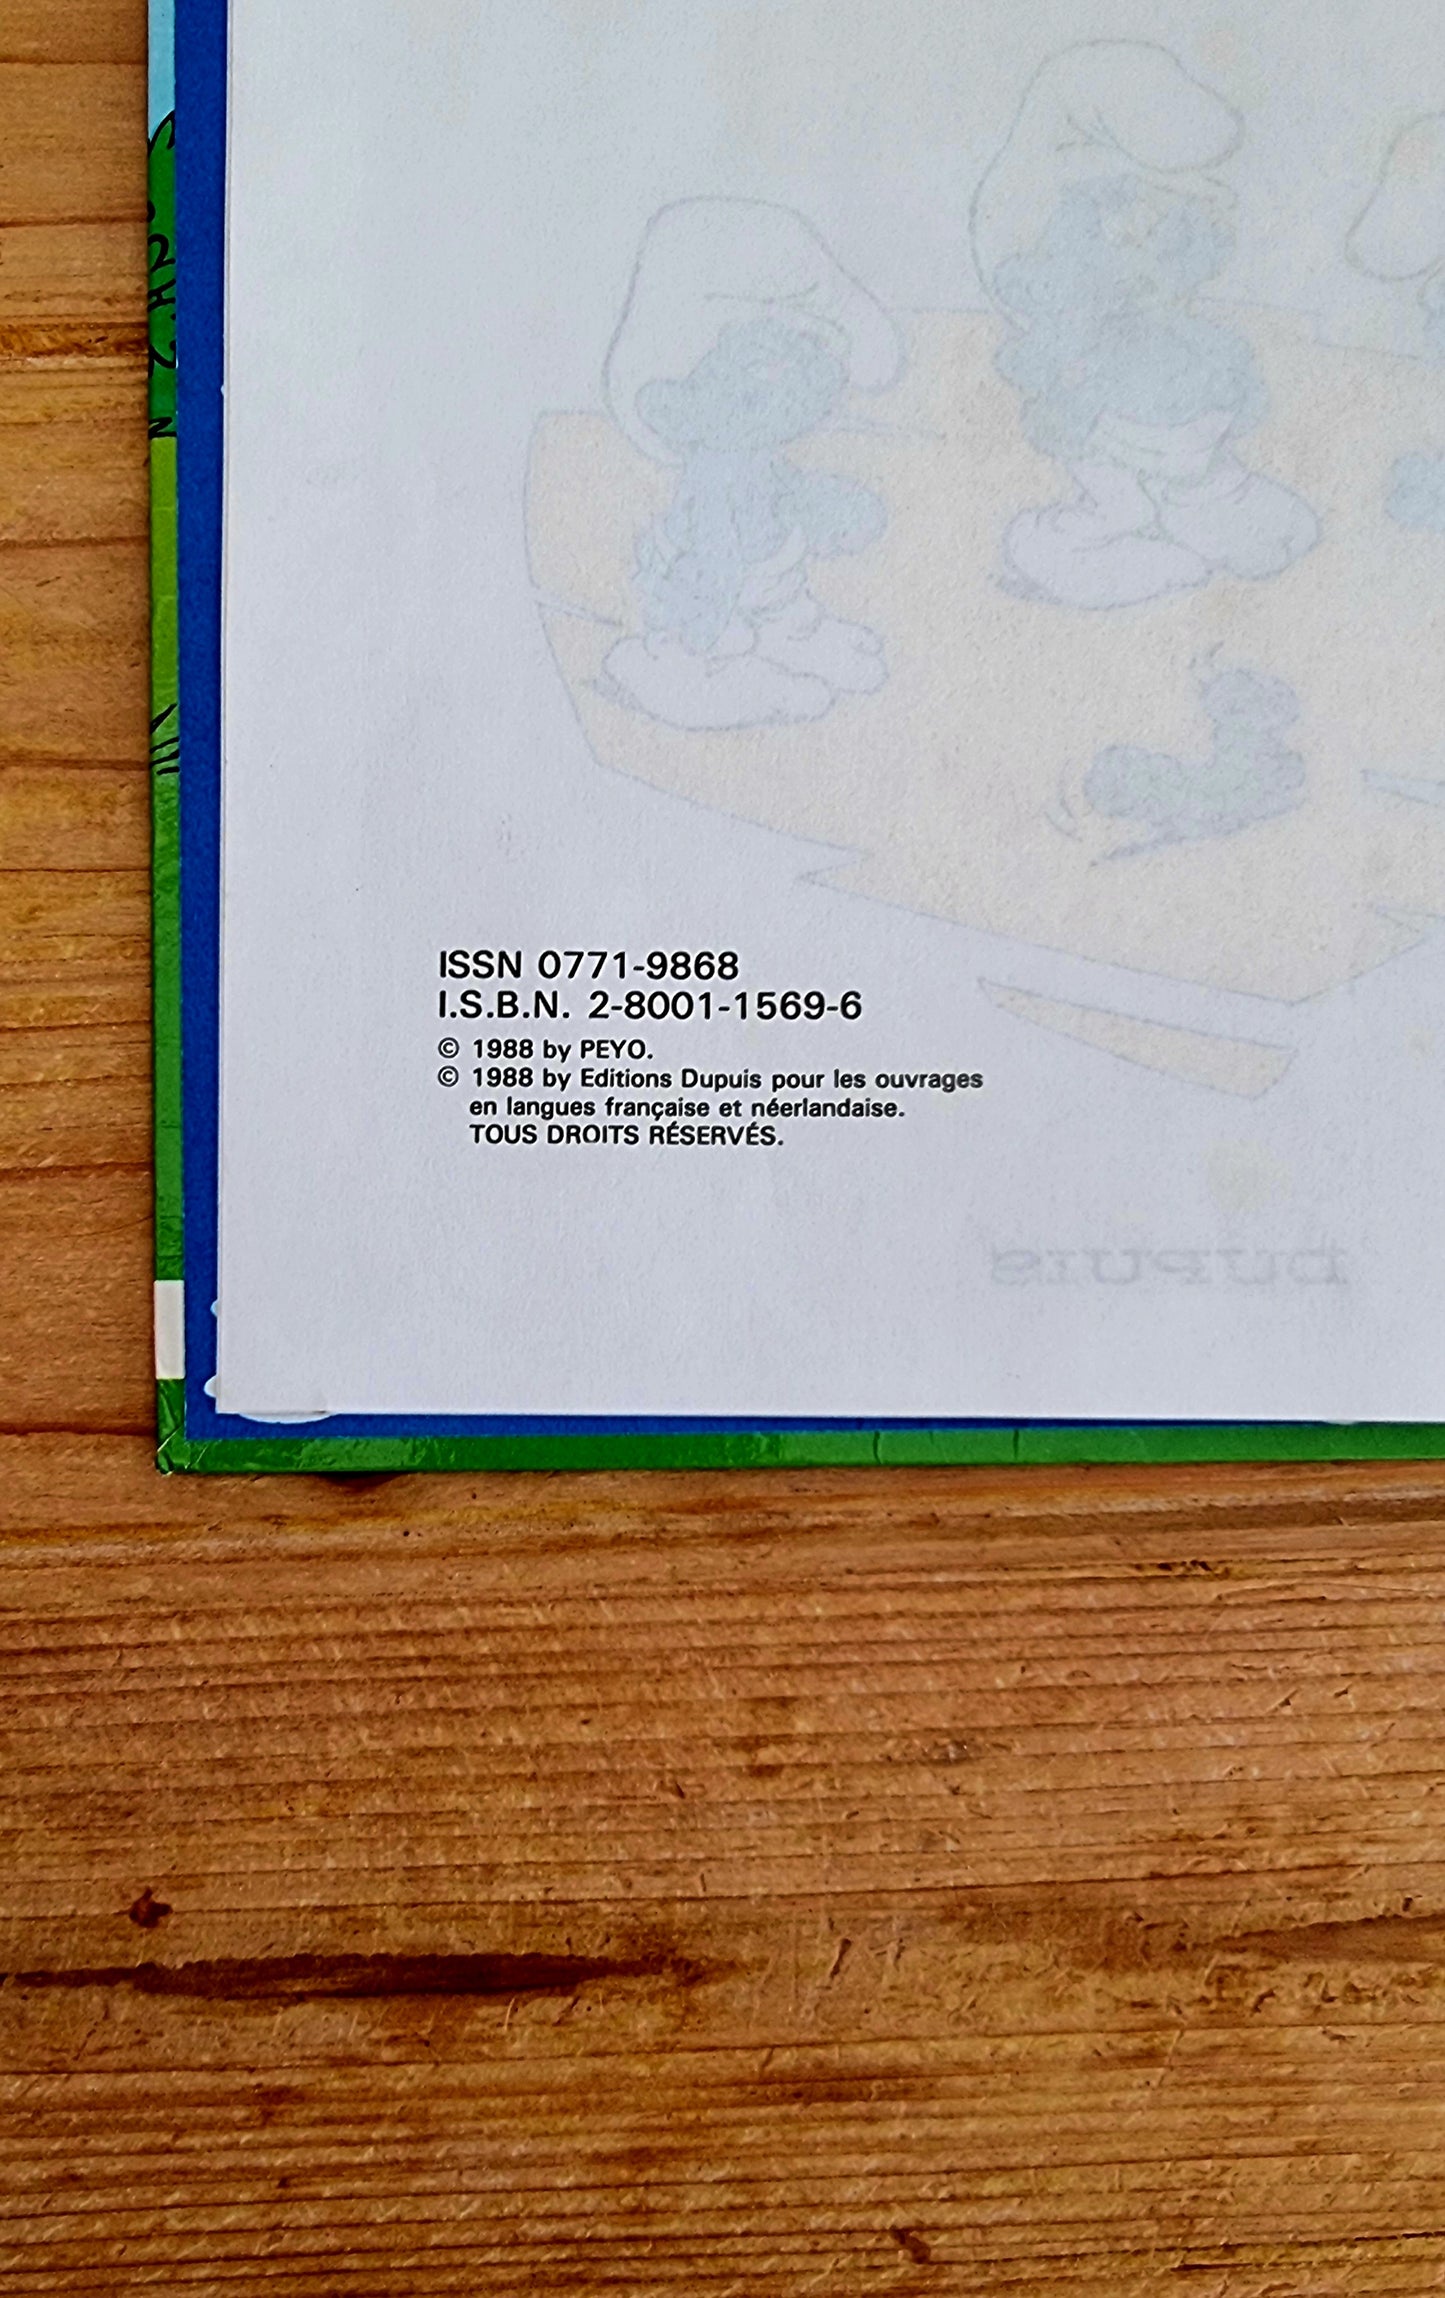 ISSN 0771-9868
I.S.B.N. 2-8001-1569-6
© 1988 by PEYO.
© 1988 by Editions Dupuis pour les ouvrages
en langues française et néerlandaise.
TOUS DROITS RÉSERVÉS.
DUPUIS